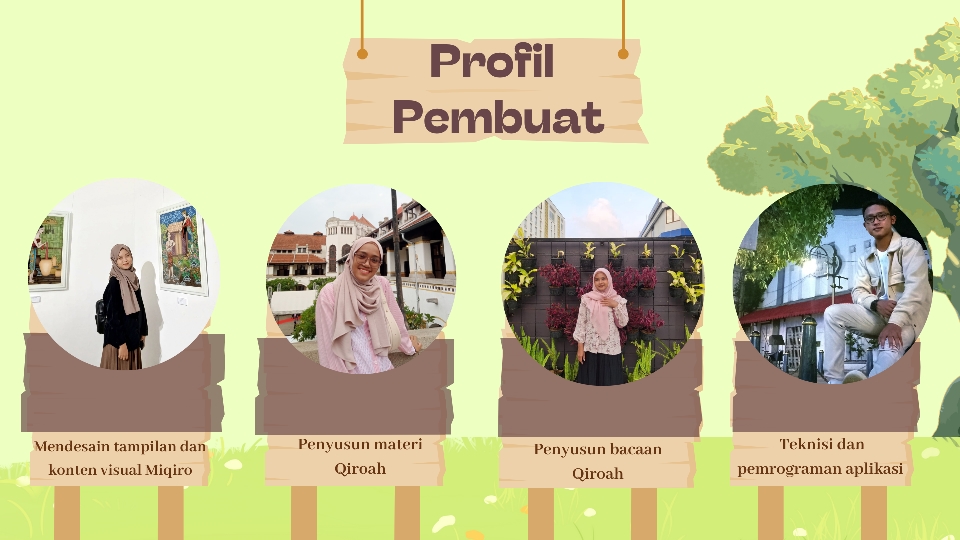 Profil
Pembuat
Mendesain tampilan dan
konten visual Miqiro
Penyusun materi
Qiroah
Penyusun bacaan
Qiroah
Teknisi dan
pemrograman aplikasi